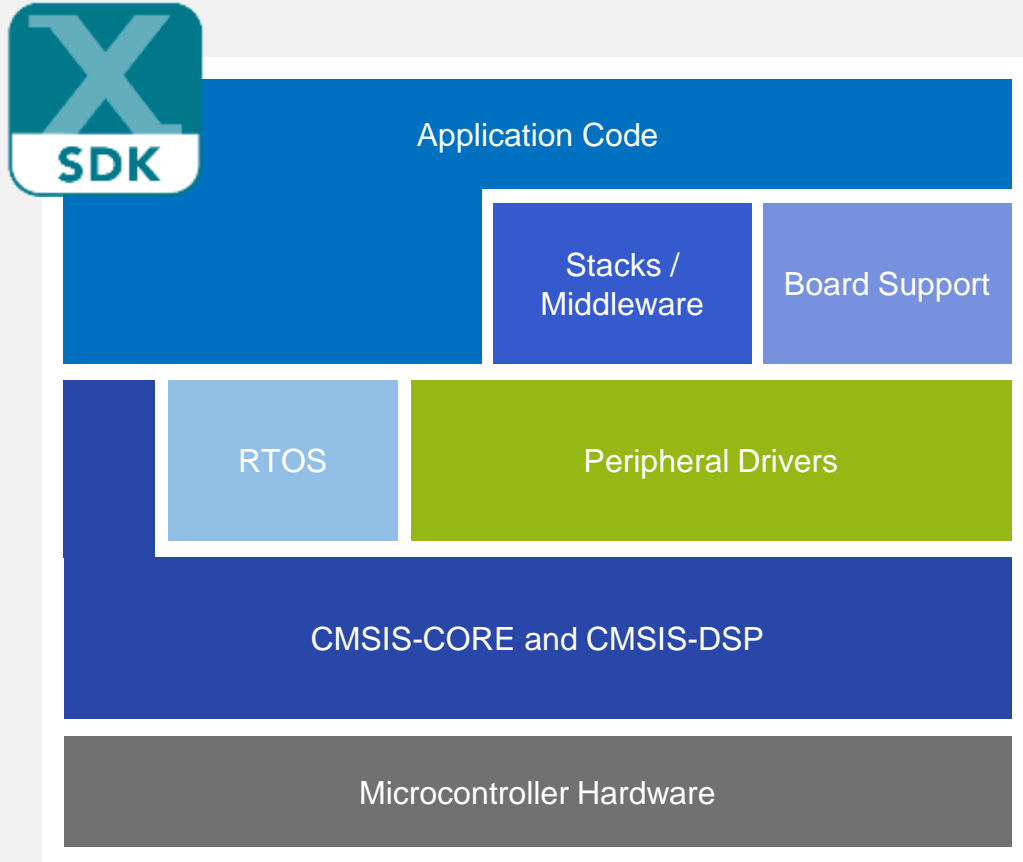 X
SDK
Application Code
Stacks /
Middleware
Board Support
RTOS
Peripheral Drivers
CMSIS-CORE and CMSIS-DSP
Microcontroller Hardware